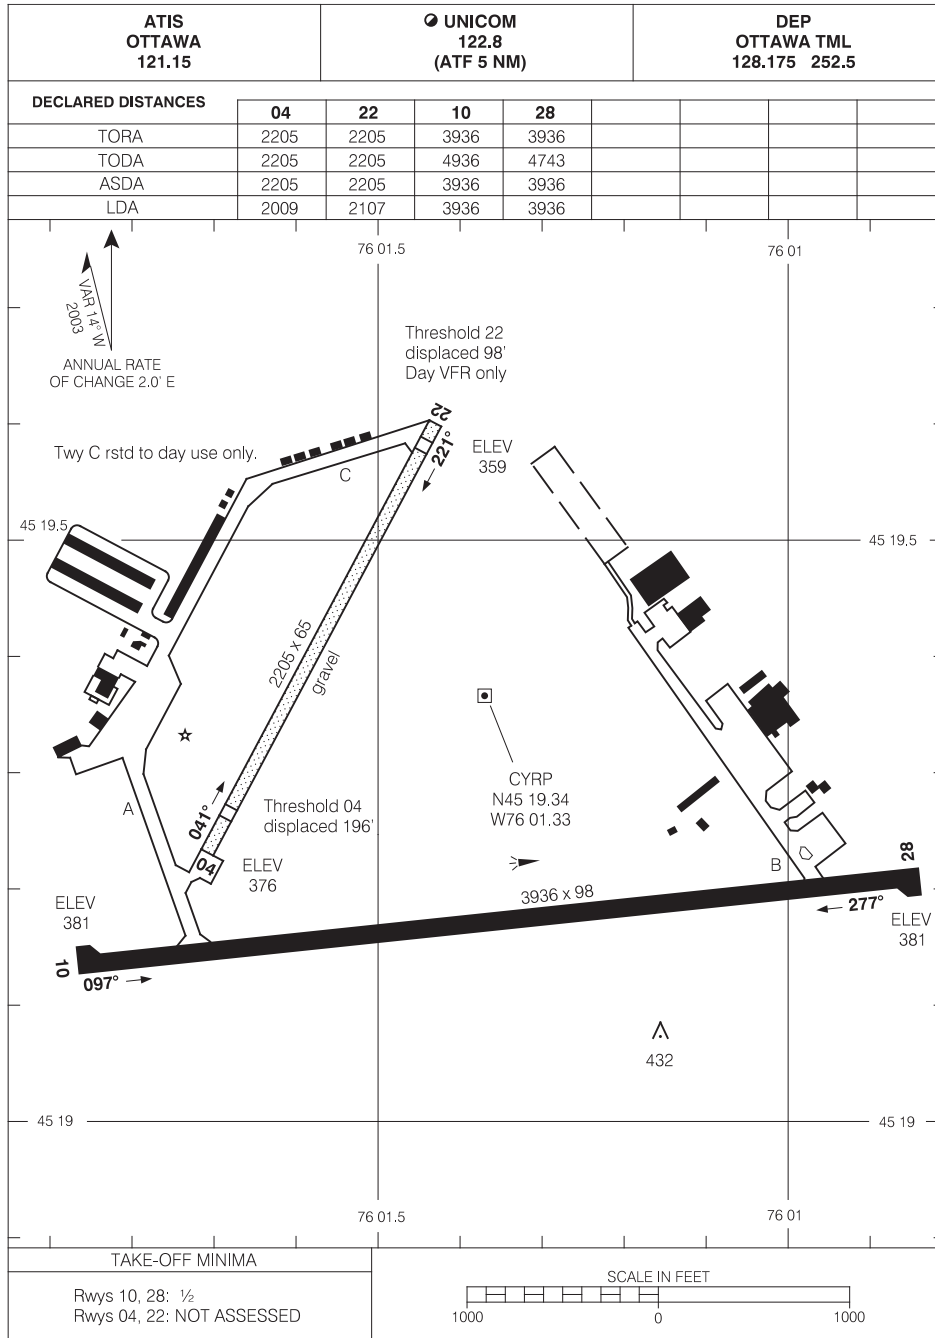 ATIS
OTTAWA
121.15
UNICOM
122.8
(ATF 5 NM)
DEP
OTTAWA TML
128.175 252.5
DECLARED DISTANCES
04 22 10 28
TORA 2205 2205 3936 3936
TODA 2205 2205 4936 4743
ASDA 2205 2205 3936 3936
LDA 2009 2107 3936 3936
76 01.5
76 01
VAR 14° W
2003
ANNUAL RATE
OF CHANGE 2.0' E
Threshold 22
displaced 98'
Day VFR only
22
221°
ELEV
359
Twy C rstd to day use only.
C
45 19.5
45 19.5
2205 x 65
gravel
CYRP
N45 19.34
W76 01.33
A
041°
Threshold 04
displaced 196'
04
ELEV
376
B
28
3936 x 98
277°
ELEV
381
ELEV
381
10
097°
432
45 19
45 19
76 01.5
76 01
TAKE-OFF MINIMA
Rwys 10, 28: ½
Rwys 04, 22: NOT ASSESSED
SCALE IN FEET
1000 0 1000